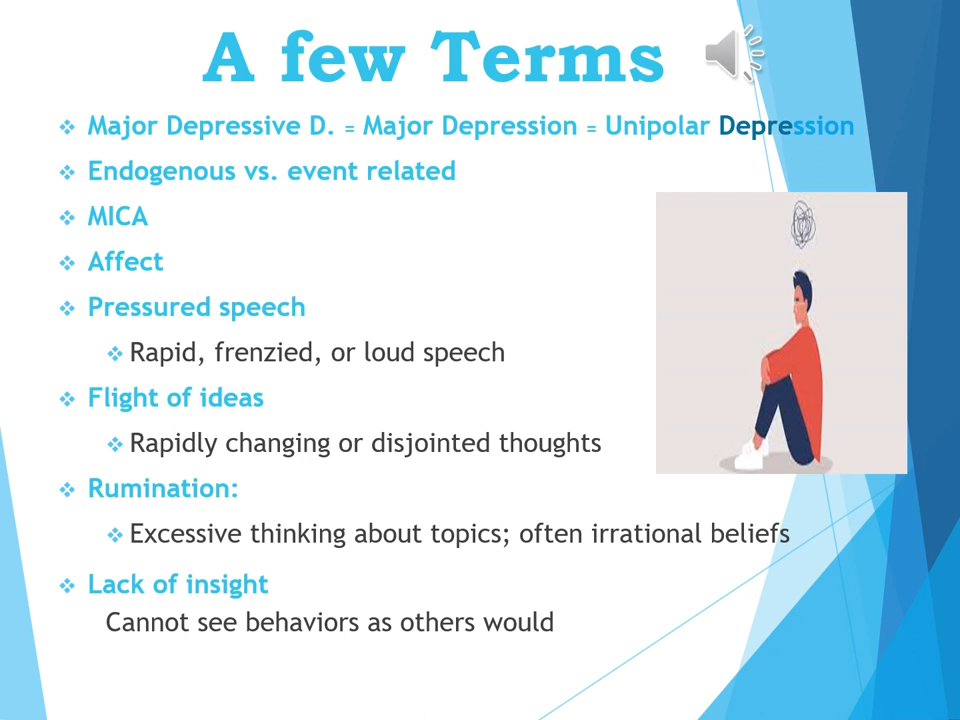 A few Terms
Major Depressive D. = Major Depression = Unipolar Depression
Endogenous vs. event related
MICA
Affect
Pressured speech
Rapid, frenzied, or loud speech
Flight of ideas
Rapidly changing or disjointed thoughts
Rumination:
Excessive thinking about topics; often irrational beliefs
Lack of insight
Cannot see behaviors as others would